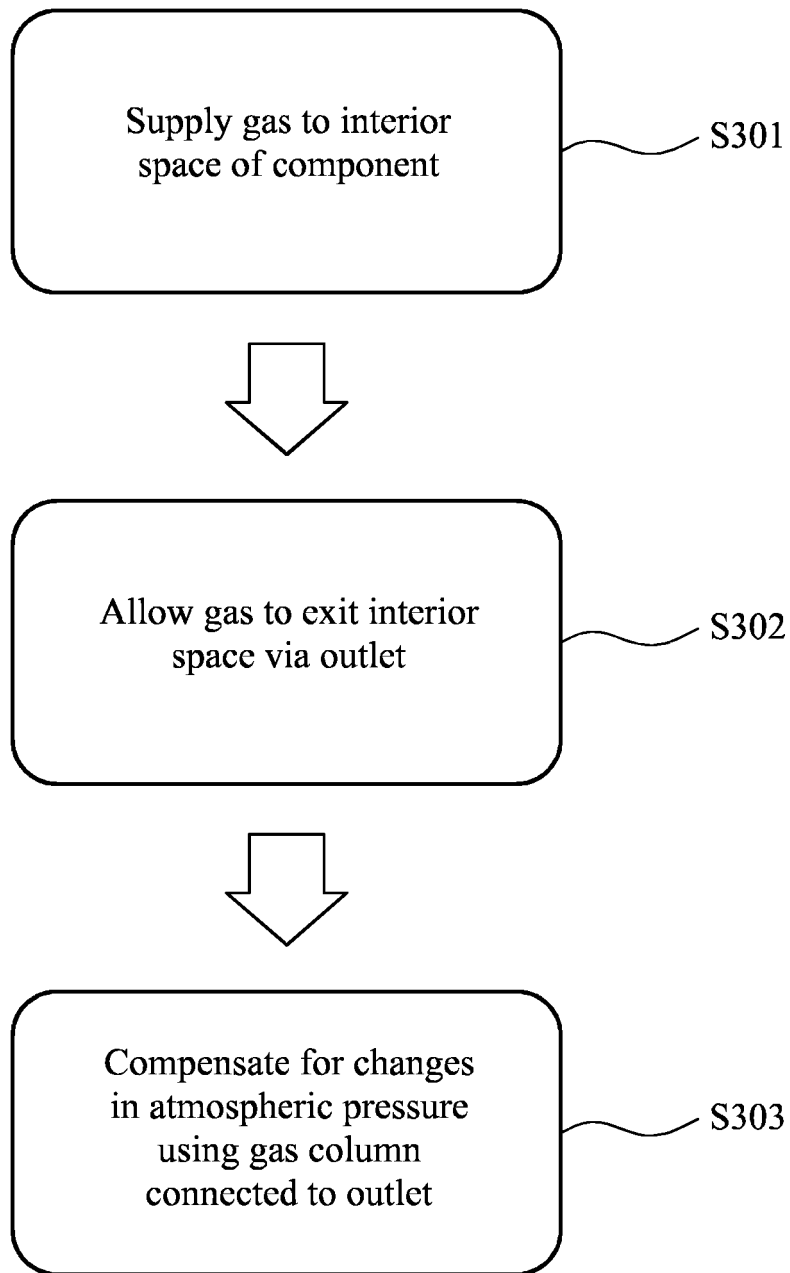 Supply gas to interior
space of component
S301
Allow gas to exit interior
space via outlet
S302
Compensate for changes
in atmospheric pressure
using gas column
connected to outlet
S303